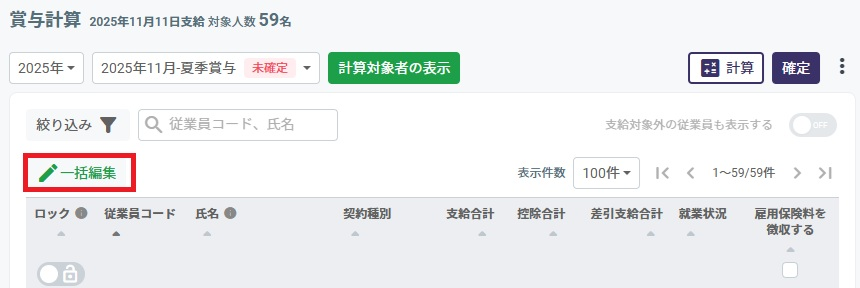 賞与計算 2025年11月11日支給 対象人数 59名
2025年 2025年11月-夏季賞与 未確定 計算対象者の表示 計算 確定
絞り込み 従業員コード、氏名 支給対象外の従業員も表示する OFF
一括編集 表示件数 100件 1〜59/59件
ロック 従業員コード 氏名 契約種別 支給合計 控除合計 差引支給合計 就業状況 雇用保険料を
徴収する